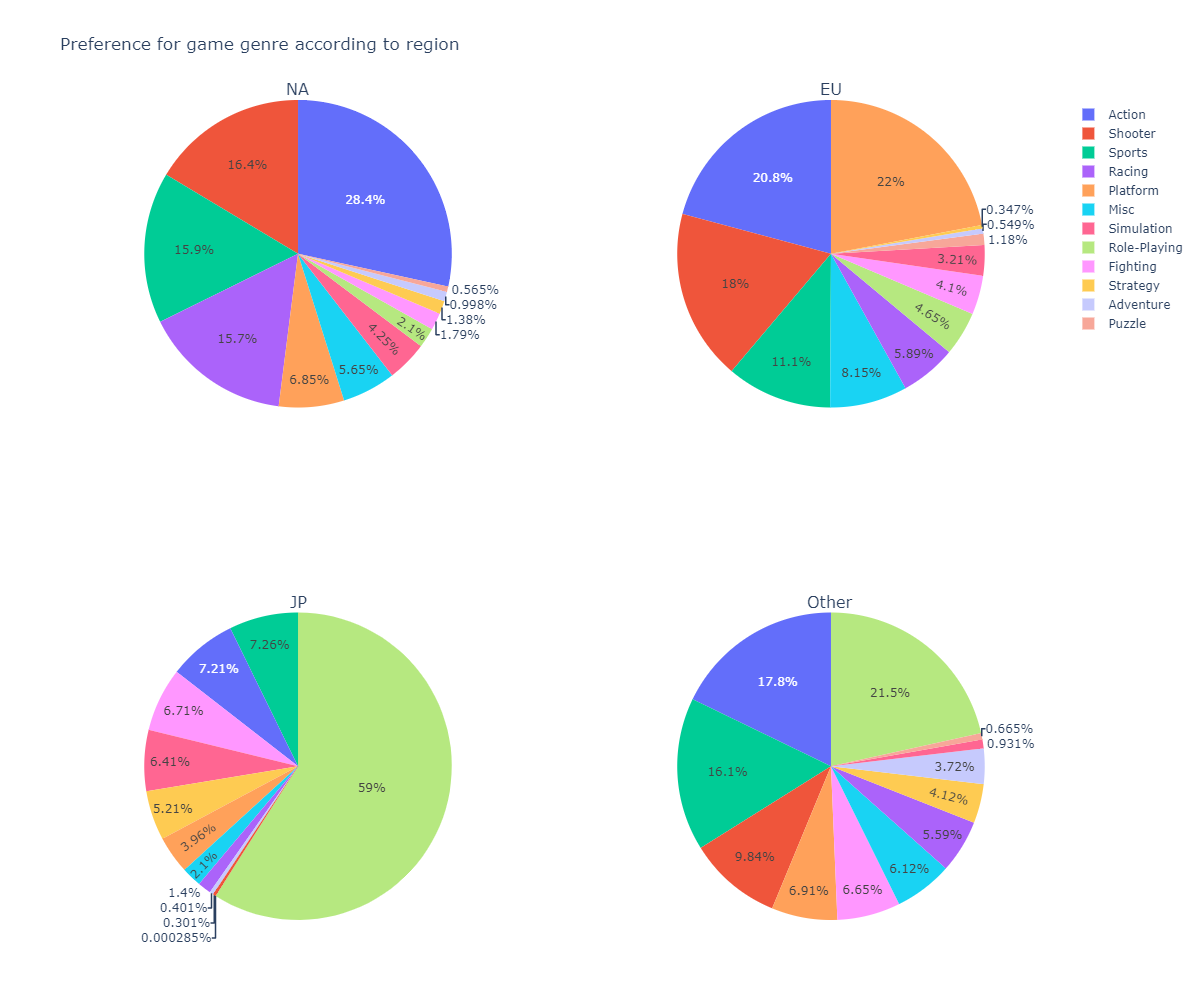 Preference for game genre according to region
NA
28.4%
16.4%
15.9%
15.7%
6.85%
5.65%
4.25%
2.1%
1.79%
1.38%
0.998%
0.565%
EU
22%
20.8%
18%
11.1%
8.15%
5.89%
4.65%
4.1%
3.21%
1.18%
0.549%
0.347%
Action
Shooter
Sports
Racing
Platform
Misc
Simulation
Role-Playing
Fighting
Strategy
Adventure
Puzzle
JP
59%
7.26%
7.21%
6.71%
6.41%
5.21%
3.96%
2.1%
1.4%
0.401%
0.301%
0.000285%
Other
21.5%
17.8%
16.1%
9.84%
6.91%
6.65%
6.12%
5.59%
4.12%
3.72%
0.931%
0.665%